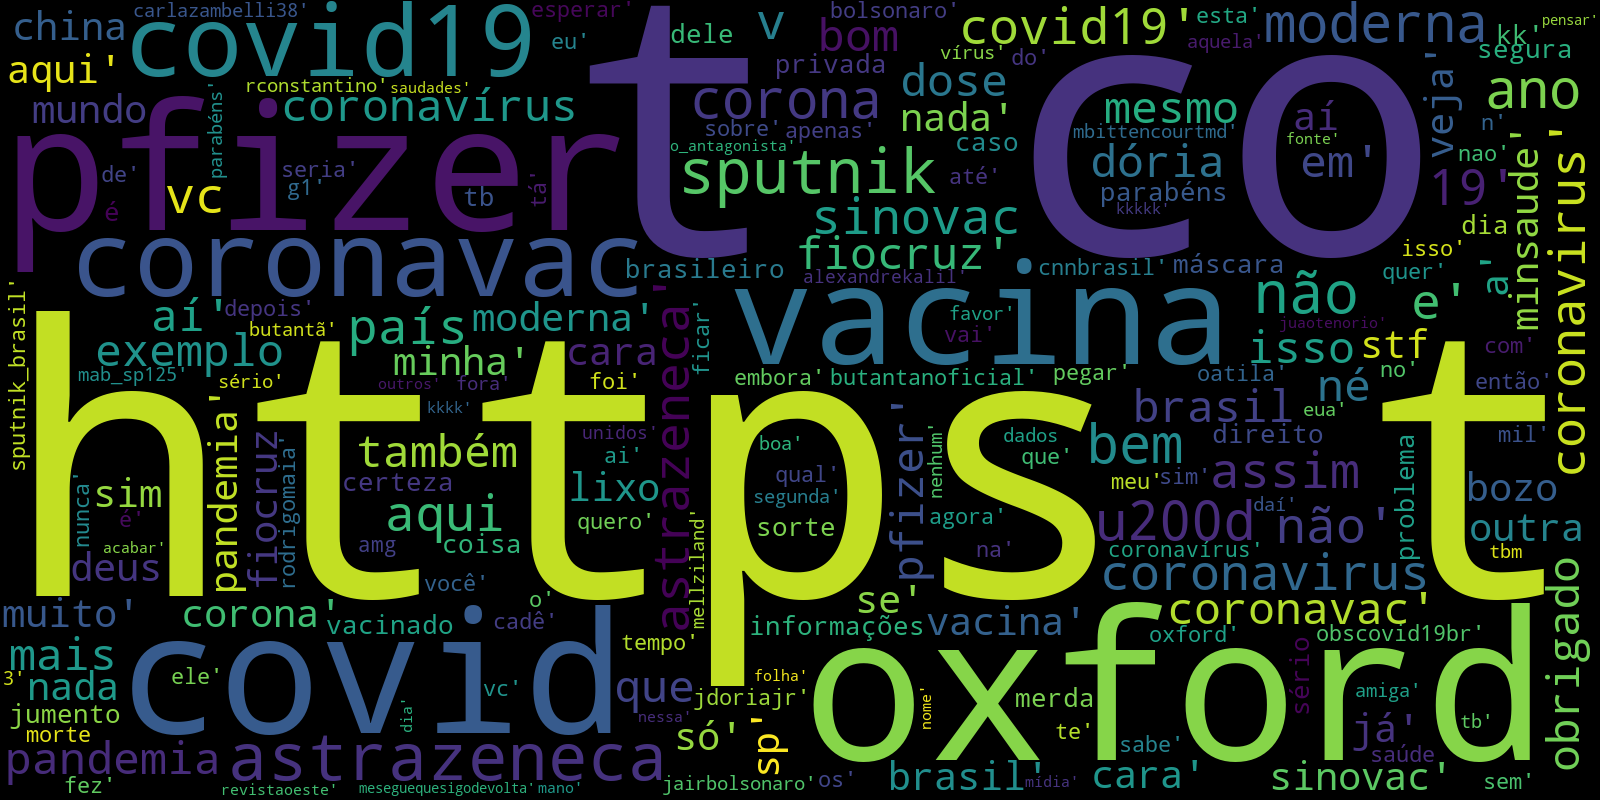 china
carlazambelli38'
covid19
esperar'
eu'
dele
v
bom
bolsonaro'
covid19'
esta'
aquela'
moderna
kk'
pensar'
segura
aqui'
rconstantino'
saudades'
t
privada
vírus'
do'
co
dose
mundo
pfizer
parabéns'
coronavírus
corona
nada'
mesmo
aí
veja'
ano
n'
sobre'
apenas'
mbittencourtmd'
fonte'
caso
o_antagonista'
dória
em'
nao'
de'
vc
seria'
g1'
tb
tá'
sputnik
até'
parabéns
19'
é
kkkkk'
sinovac
dia
coronavac
fiocruz'
isso'
coronavirus'
brasileiro
alexandrekalil'
cnnbrasil'
máscara
quer'
a'
minsaude'
sputnik_brasil'
vacina
não
e'
aí'
depois'
butantã'
país
moderna'
ficar'
favor'
vai'
juaotenorio'
exemplo
minha'
cara
isso
stf
com'
mab_sp125'
sério'
outros'
fora'
foi'
embora'
butantanoficial'
pegar'
oatila'
né
no'
então'
https
t
kkkk'
astrazeneca'
brasil
eua'
pandemia'
também
unidos'
boa'
pfizer'
dados
bem
direito
mil'
fiocruz
rodrigomaia'
certeza
ai'
qual'
nenhum'
que'
assim
problema
sim
nunca'
lixo
segunda'
meu'
sim'
bozo
é'
aqui
quero'
sorte
agora'
u200d
daí'
não'
outra
acabar'
amg
coisa
na'
coronavírus'
tbm
deus
você'
mellziland'
coronavirus
muito'
corona'
o'
se'
coronavac'
obrigado
vacinado
cadê'
tempo'
informações
vacina'
oxford'
obscovid19br'
mais
covid
3'
ele'
folha'
oxford
nada
vc'
que
jdoriajr'
nome'
merda
sério
amiga'
jumento
dia'
nessa'
tb'
morte
só'
sp'
te'
já'
pandemia
astrazeneca
sabe'
saúde
fez'
revistaoeste'
meseguequesigodevolta'
mano'
jairbolsonaro'
os'
brasil'
mídia'
cara'
sinovac'
sem'